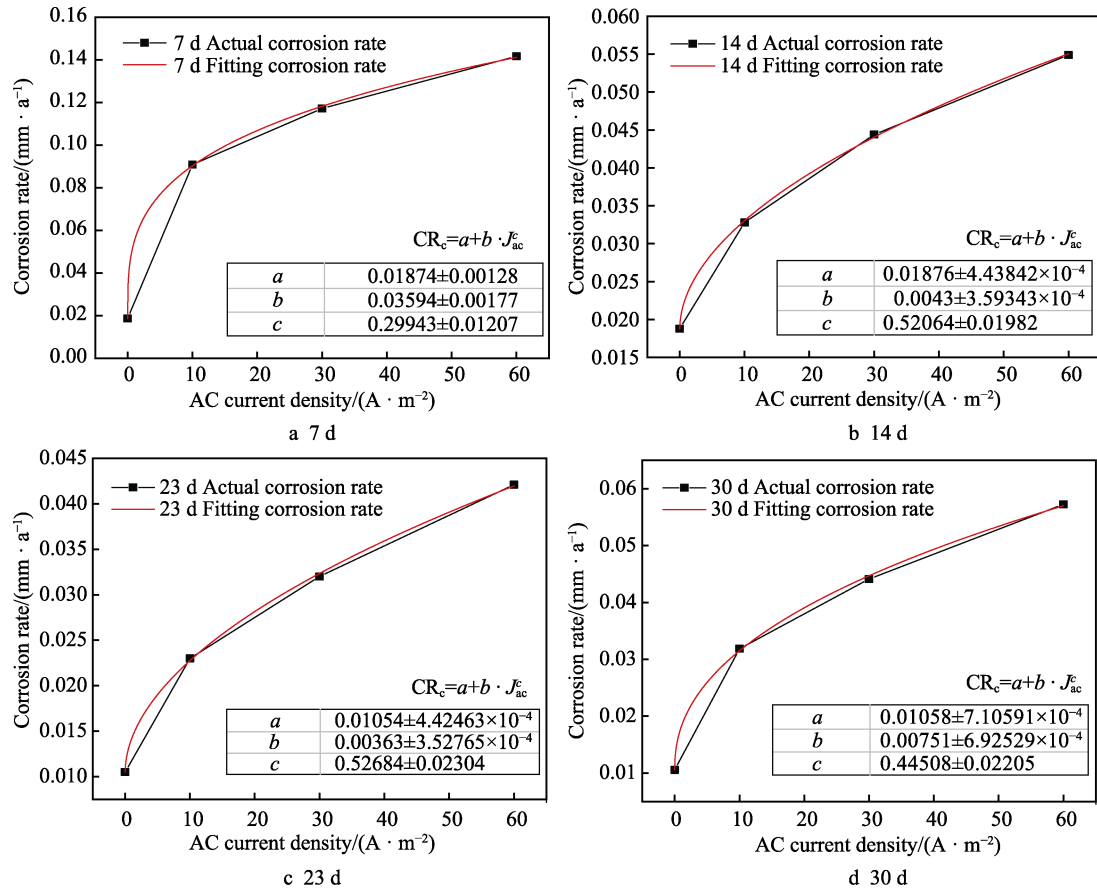 0.16
0.14
0.12
0.10
0.08
0.06
0.04
0.02
0.00
Corrosion rate/(mm · a⁻¹)
7 d Actual corrosion rate
7 d Fitting corrosion rate
CRc=a+b · Jᶜac
a 0.01874±0.00128
b 0.03594±0.00177
c 0.29943±0.01207
0 10 20 30 40 50 60
AC current density/(A · m⁻²)
a 7 d
0.060
0.055
0.050
0.045
0.040
0.035
0.030
0.025
0.020
0.015
Corrosion rate/(mm · a⁻¹)
14 d Actual corrosion rate
14 d Fitting corrosion rate
CRc=a+b · Jᶜac
a 0.01876±4.43842×10⁻⁴
b 0.0043±3.59343×10⁻⁴
c 0.52064±0.01982
0 10 20 30 40 50 60
AC current density/(A · m⁻²)
b 14 d
0.045
0.040
0.035
0.030
0.025
0.020
0.015
0.010
Corrosion rate/(mm · a⁻¹)
23 d Actual corrosion rate
23 d Fitting corrosion rate
CRc=a+b · Jᶜac
a 0.01054±4.42463×10⁻⁴
b 0.00363±3.52765×10⁻⁴
c 0.52684±0.02304
0 10 20 30 40 50 60
AC current density/(A · m⁻²)
c 23 d
0.06
0.05
0.04
0.03
0.02
0.01
Corrosion rate/(mm · a⁻¹)
30 d Actual corrosion rate
30 d Fitting corrosion rate
CRc=a+b · Jᶜac
a 0.01058±7.10591×10⁻⁴
b 0.00751±6.92529×10⁻⁴
c 0.44508±0.02205
0 10 20 30 40 50 60
AC current density/(A · m⁻²)
d 30 d